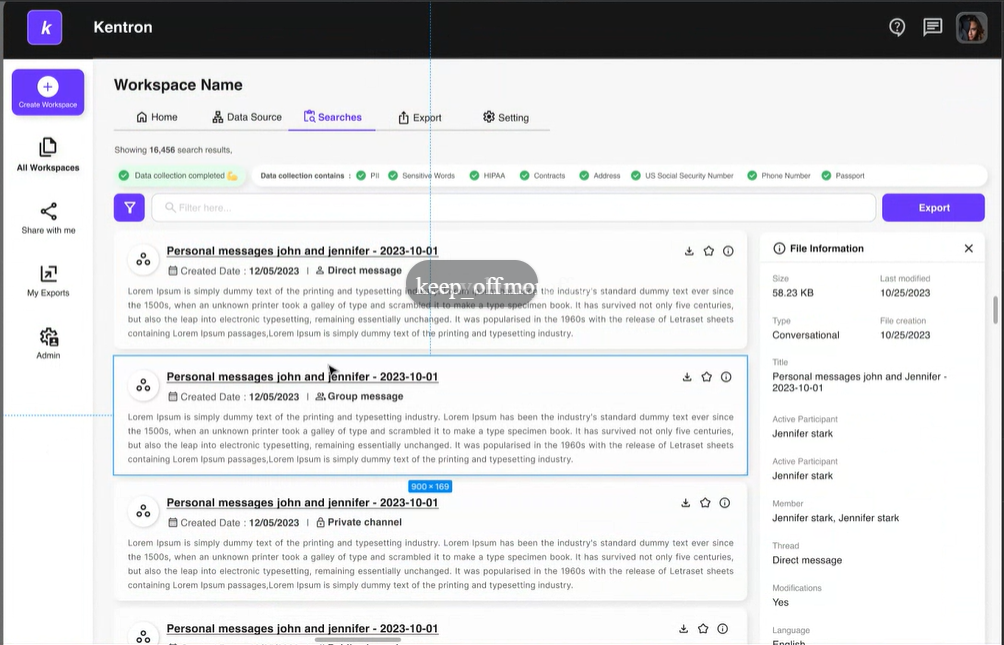 k
Kentron
Create Workspace
All Workspaces
Share with me
My Exports
Admin
Workspace Name
Home Data Source Searches Export Setting
Showing 16,456 search results,
Data collection completed 💪 Data collection contains : PII Sensitive Words HIPAA Contracts Address US Social Security Number Phone Number Passport
Filter here...
Export
Personal messages john and jennifer - 2023-10-01
Created Date : 12/05/2023 | Direct message
keep_off
Lorem Ipsum is simply dummy text of the printing and typesetting industry's standard dummy text ever since
the 1500s, when an unknown printer took a galley of type and scrambled it to make a type specimen book. It has survived not only five centuries,
but also the leap into electronic typesetting, remaining essentially unchanged. It was popularised in the 1960s with the release of Letraset sheets
containing Lorem Ipsum passages,Lorem Ipsum is simply dummy text of the printing and typesetting industry.
Personal messages john and jennifer - 2023-10-01
Created Date : 12/05/2023 | Group message
Lorem Ipsum is simply dummy text of the printing and typesetting industry. Lorem Ipsum has been the industry's standard dummy text ever since
the 1500s, when an unknown printer took a galley of type and scrambled it to make a type specimen book. It has survived not only five centuries,
but also the leap into electronic typesetting, remaining essentially unchanged. It was popularised in the 1960s with the release of Letraset sheets
containing Lorem Ipsum passages,Lorem Ipsum is simply dummy text of the printing and typesetting industry.
900 × 169
Personal messages john and jennifer - 2023-10-01
Created Date : 12/05/2023 | Private channel
Lorem Ipsum is simply dummy text of the printing and typesetting industry. Lorem Ipsum has been the industry's standard dummy text ever since
the 1500s, when an unknown printer took a galley of type and scrambled it to make a type specimen book. It has survived not only five centuries,
but also the leap into electronic typesetting, remaining essentially unchanged. It was popularised in the 1960s with the release of Letraset sheets
containing Lorem Ipsum passages,Lorem Ipsum is simply dummy text of the printing and typesetting industry.
Personal messages john and jennifer - 2023-10-01
File Information
Size Last modified
58.23 KB 10/25/2023
Type File creation
Conversational 10/25/2023
Title
Personal messages john and Jennifer -
2023-10-01
Active Participant
Jennifer stark
Active Participant
Jennifer stark
Member
Jennifer stark, Jennifer stark
Thread
Direct message
Modifications
Yes
Language
English